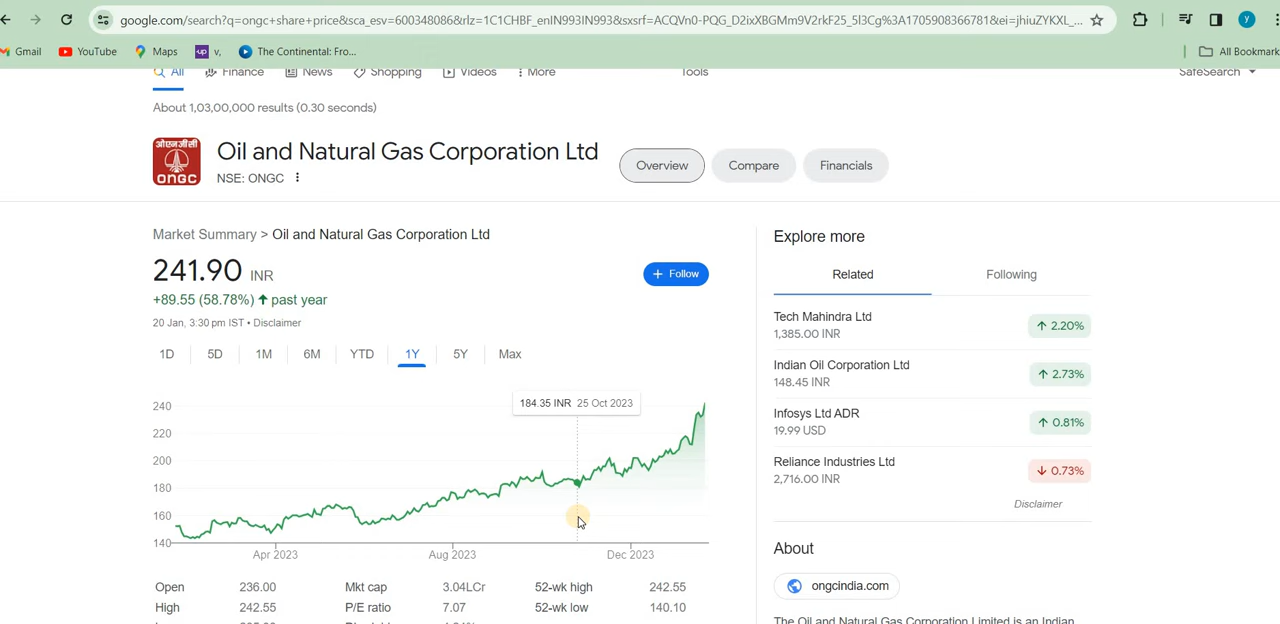 google.com/search?q=ongc+share+price&sca_esv=600348086&rlz=1C1CHBF_enIN993IN993&sxsrf=ACQVn0-PQG_D2ixXBGMm9V2rkF25_5l3Cg%3A1705908366781&ei=jhiuZYKXL_...
y
Gmail YouTube Maps up v, The Continental: Fro... All Bookmark
All Finance News Shopping Videos More Tools SafeSearch
About 1,03,00,000 results (0.30 seconds)
ओएनजीसी
ONGC
Oil and Natural Gas Corporation Ltd
NSE: ONGC
Overview Compare Financials
Market Summary > Oil and Natural Gas Corporation Ltd
241.90 INR
+ Follow
+89.55 (58.78%) ↑ past year
20 Jan, 3:30 pm IST • Disclaimer
1D 5D 1M 6M YTD 1Y 5Y Max
184.35 INR 25 Oct 2023
240
220
200
180
160
140
Apr 2023 Aug 2023 Dec 2023
Open 236.00 Mkt cap 3.04LCr 52-wk high 242.55
High 242.55 P/E ratio 7.07 52-wk low 140.10
Explore more
Related Following
Tech Mahindra Ltd
1,385.00 INR
↑ 2.20%
Indian Oil Corporation Ltd
148.45 INR
↑ 2.73%
Infosys Ltd ADR
19.99 USD
↑ 0.81%
Reliance Industries Ltd
2,716.00 INR
↓ 0.73%
Disclaimer
About
ongcindia.com
The Oil and Natural Gas Corporation Limited is an Indian